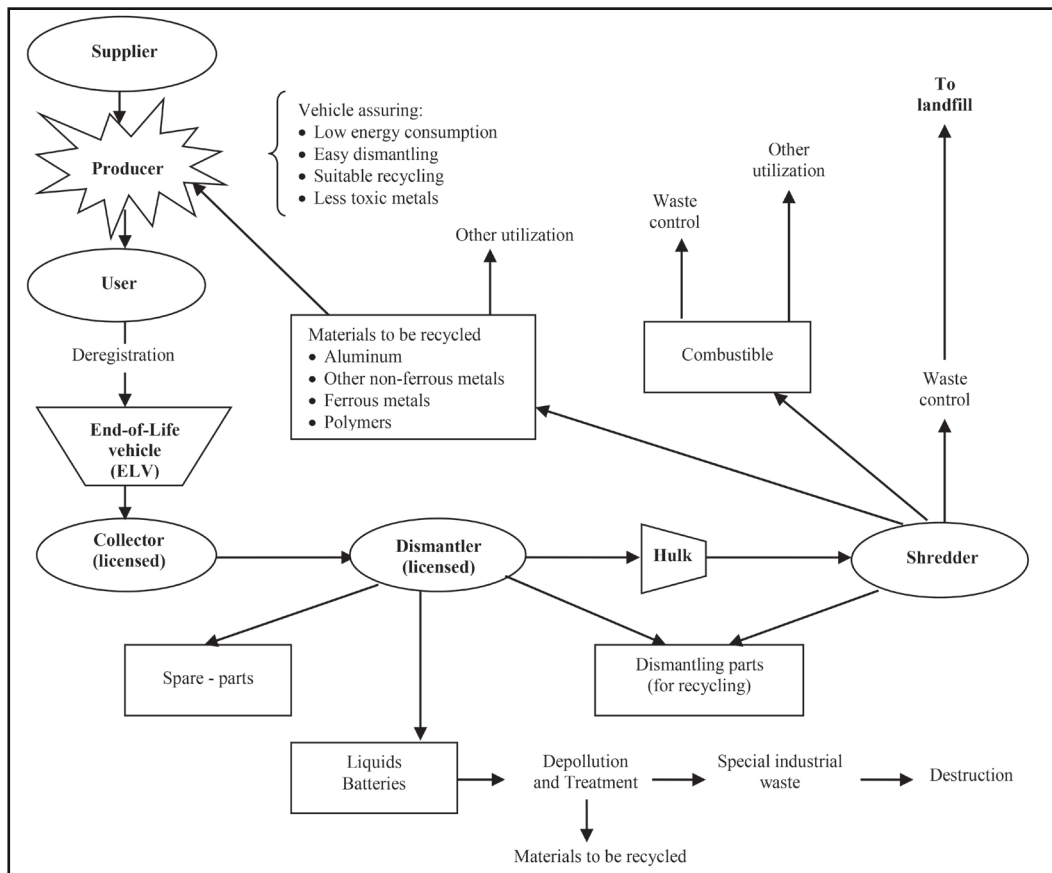 Supplier
Producer
Vehicle assuring:
• Low energy consumption
• Easy dismantling
• Suitable recycling
• Less toxic metals
To
landfill
Other
utilization
Waste
control
Other utilization
User
Deregistration
Materials to be recycled
• Aluminum
• Other non-ferrous metals
• Ferrous metals
• Polymers
Combustible
Waste
control
End-of-Life
vehicle
(ELV)
Collector
(licensed)
Dismantler
(licensed)
Hulk
Shredder
Spare - parts
Dismantling parts
(for recycling)
Liquids
Batteries
Depollution
and Treatment
Special industrial
waste
Destruction
Materials to be recycled